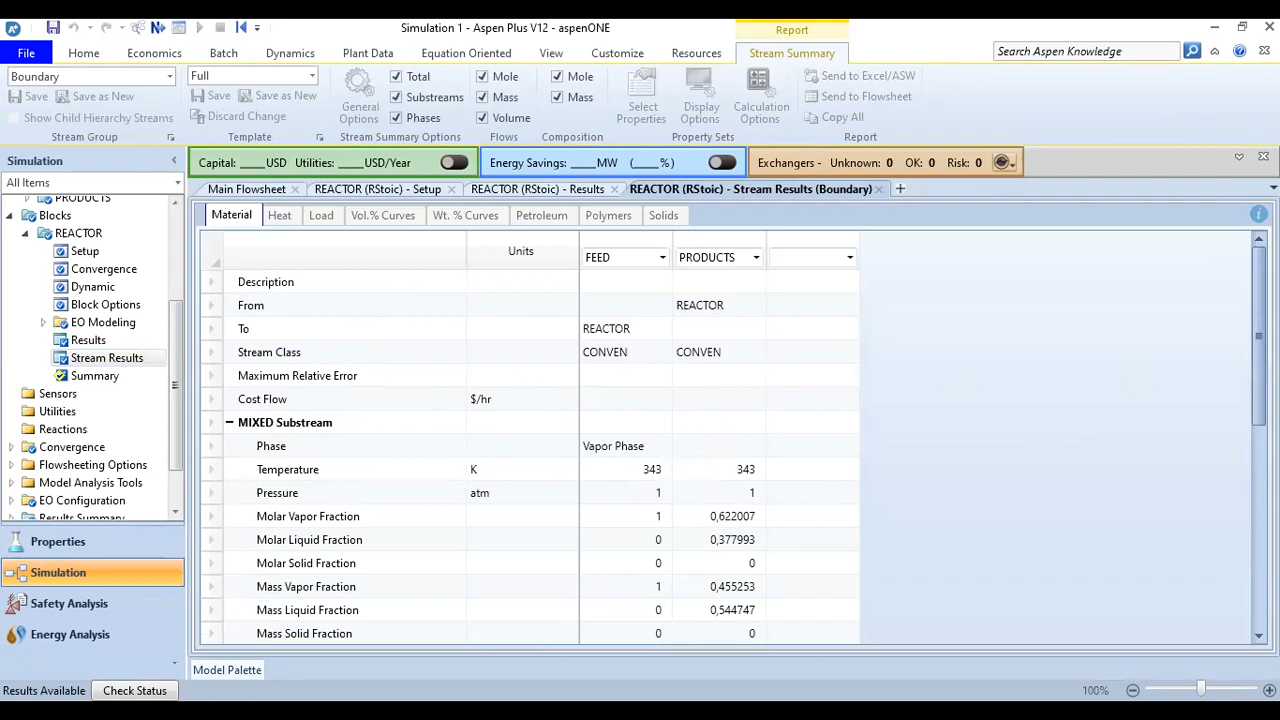 Simulation 1 - Aspen Plus V12 - aspenONE
Report
File Home Economics Batch Dynamics Plant Data Equation Oriented View Customize Resources Stream Summary Search Aspen Knowledge
Boundary Full Total Mole Mole Send to Excel/ASW
Save Save as New Save Save as New General Options Substreams Mass Mass Select Properties Display Options Calculation Options Send to Flowsheet
Show Child Hierarchy Streams Discard Change Phases Volume Copy All
Stream Group Template Stream Summary Options Flows Composition Property Sets Report
Simulation Capital: ____USD Utilities: ____USD/Year Energy Savings: ____MW (____%) Exchangers - Unknown: 0 OK: 0 Risk: 0
All Items Main Flowsheet REACTOR (RStoic) - Setup REACTOR (RStoic) - Results REACTOR (RStoic) - Stream Results (Boundary)
PRODUCTS
Blocks
REACTOR
Setup
Convergence
Dynamic
Block Options
EO Modeling
Results
Stream Results
Summary
Sensors
Utilities
Reactions
Convergence
Flowsheeting Options
Model Analysis Tools
EO Configuration
Results Summary
Properties
Simulation
Safety Analysis
Energy Analysis
Material Heat Load Vol.% Curves Wt. % Curves Petroleum Polymers Solids
Units FEED PRODUCTS
Description
From REACTOR
To REACTOR
Stream Class CONVEN CONVEN
Maximum Relative Error
Cost Flow $/hr
MIXED Substream
Phase Vapor Phase
Temperature K 343 343
Pressure atm 1 1
Molar Vapor Fraction 1 0,622007
Molar Liquid Fraction 0 0,377993
Molar Solid Fraction 0 0
Mass Vapor Fraction 1 0,455253
Mass Liquid Fraction 0 0,544747
Mass Solid Fraction 0 0
Model Palette
Results Available Check Status 100%